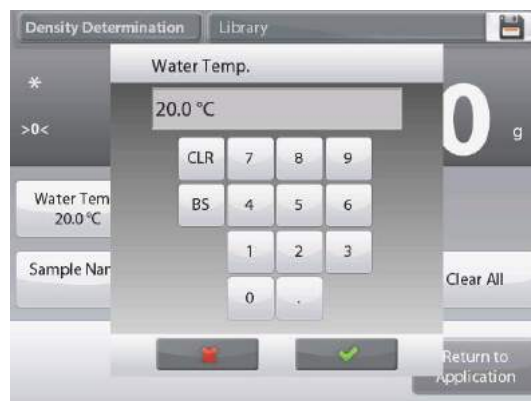 Density Determination
Library
Water Temp.
*
20.0 °C
>0<
0
g
CLR 7 8 9
Water Tem
20.0 °C
BS 4 5 6
1 2 3
Sample Nar
Clear All
0 .
Return to
Application